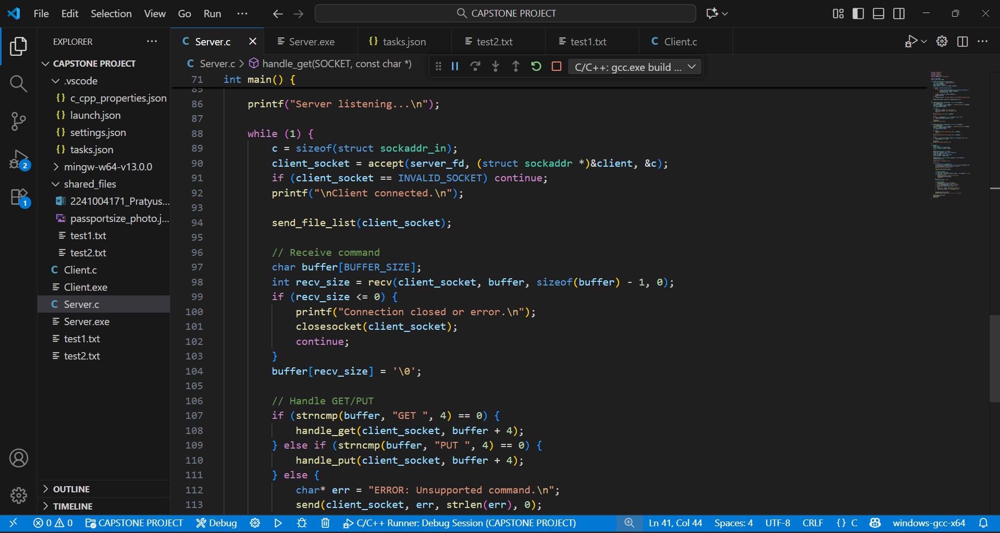 File Edit Selection View Go Run ··· CAPSTONE PROJECT
EXPLORER ···
CAPSTONE PROJECT
.vscode
{} c_cpp_properties.json
{} launch.json
{} settings.json
{} tasks.json
mingw-w64-v13.0.0
shared_files
2241004171_Pratyus...
passportsize_photo.j...
test1.txt
test2.txt
C Client.c
Client.exe
C Server.c
Server.exe
test1.txt
test2.txt
OUTLINE
TIMELINE
2
1
C Server.c Server.exe {} tasks.json test2.txt test1.txt C Client.c
C Server.c > handle_get(SOCKET, const char *)
C/C++: gcc.exe build ...
71 int main() {
85
86 printf("Server listening...\n");
87
88 while (1) {
89 c = sizeof(struct sockaddr_in);
90 client_socket = accept(server_fd, (struct sockaddr *)&client, &c);
91 if (client_socket == INVALID_SOCKET) continue;
92 printf("\nClient connected.\n");
93
94 send_file_list(client_socket);
95
96 // Receive command
97 char buffer[BUFFER_SIZE];
98 int recv_size = recv(client_socket, buffer, sizeof(buffer) - 1, 0);
99 if (recv_size <= 0) {
100 printf("Connection closed or error.\n");
101 closesocket(client_socket);
102 continue;
103 }
104 buffer[recv_size] = '\0';
105
106 // Handle GET/PUT
107 if (strncmp(buffer, "GET ", 4) == 0) {
108 handle_get(client_socket, buffer + 4);
109 } else if (strncmp(buffer, "PUT ", 4) == 0) {
110 handle_put(client_socket, buffer + 4);
111 } else {
112 char* err = "ERROR: Unsupported command.\n";
113 send(client_socket, err, strlen(err), 0);
0 0 CAPSTONE PROJECT Debug C/C++ Runner: Debug Session (CAPSTONE PROJECT) Ln 41, Col 44 Spaces: 4 UTF-8 CRLF {} C windows-gcc-x64